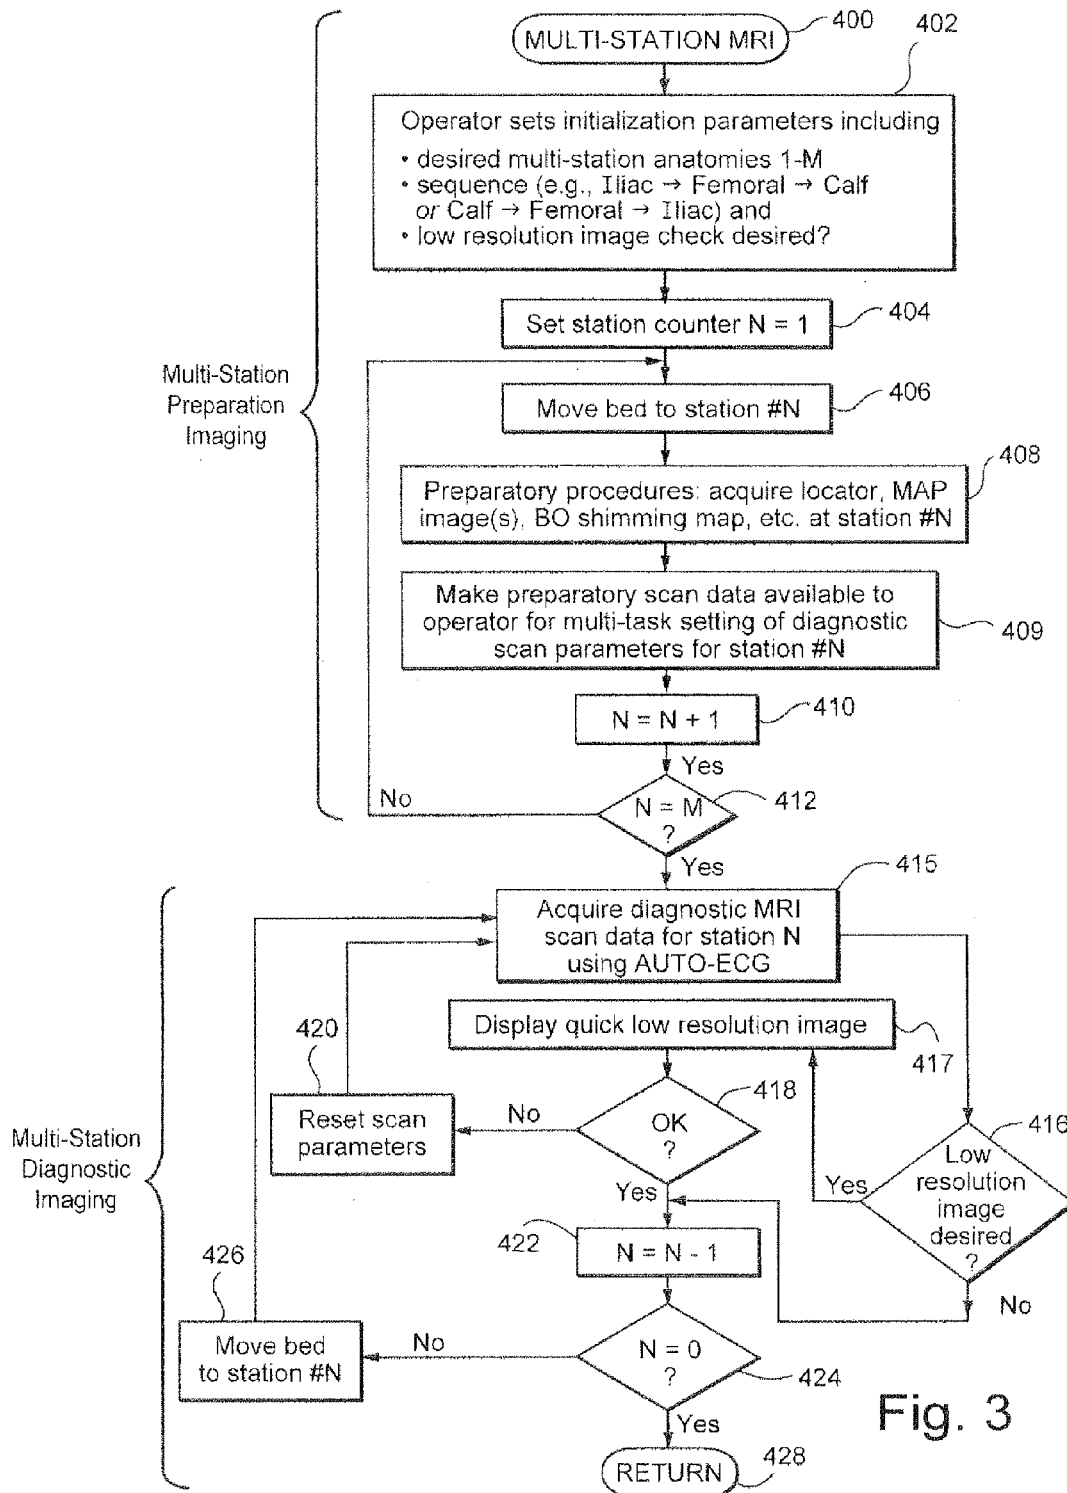 MULTI-STATION MRI
400
402
Operator sets initialization parameters including
• desired multi-station anatomies 1-M
• sequence (e.g., Iliac → Femoral → Calf
or Calf → Femoral → Iliac) and
• low resolution image check desired?
Set station counter N = 1
404
Multi-Station
Preparation
Imaging
Move bed to station #N
406
408
Preparatory procedures: acquire locator, MAP
image(s), BO shimming map, etc. at station #N
Make preparatory scan data available to
operator for multi-task setting of diagnostic
scan parameters for station #N
409
N = N + 1
410
Yes
No
N = M
?
412
Yes
415
Acquire diagnostic MRI
scan data for station N
using AUTO-ECG
420
Display quick low resolution image
417
418
Reset scan
parameters
No
OK
?
416
Low
resolution
image
desired
?
Yes
No
Multi-Station
Diagnostic
Imaging
Yes
422
N = N - 1
426
Move bed
to station #N
No
N = 0
?
424
Yes
Fig. 3
RETURN
428